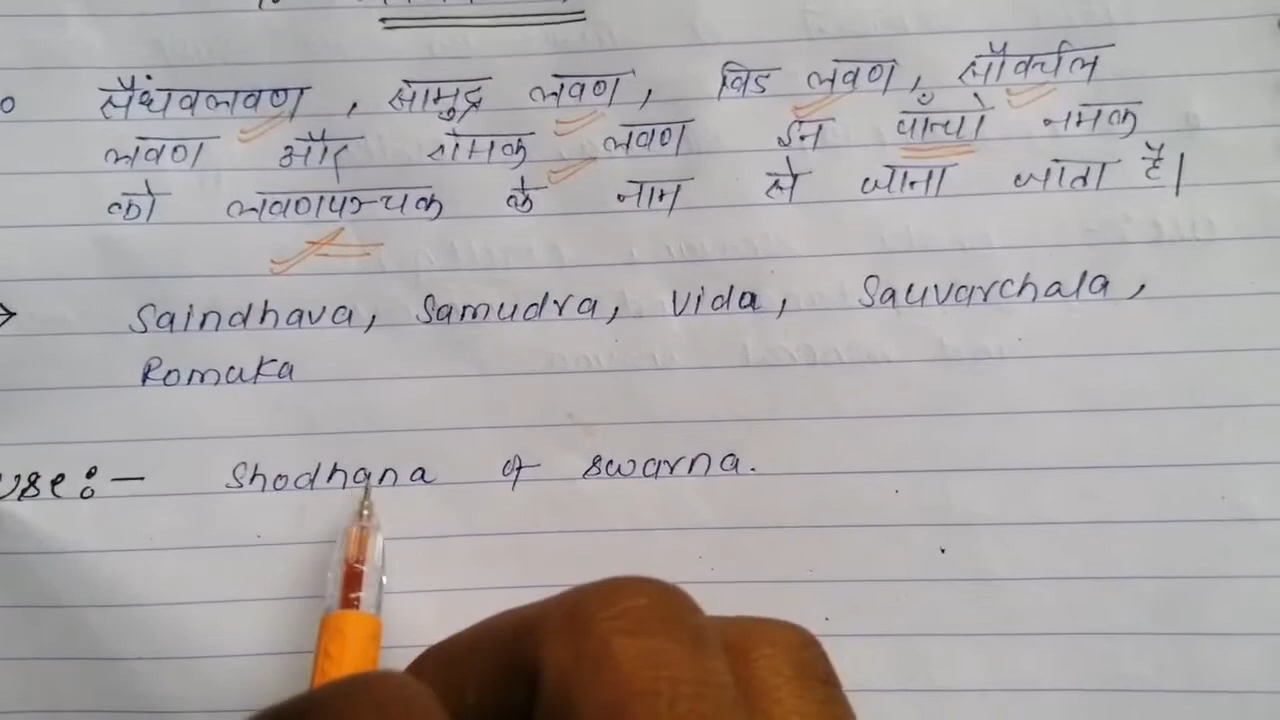 सैंधवलवण , सामुद्र लवण, विड लवण, सौवर्चल
लवण और रोमक लवण इन पाँचो नमक
को लवणपञ्चक के नाम से जाना जाता है।
Saindhava, Samudra, Vida, Sauvarchala,
Romaka
use:- Shodhana of swarna.